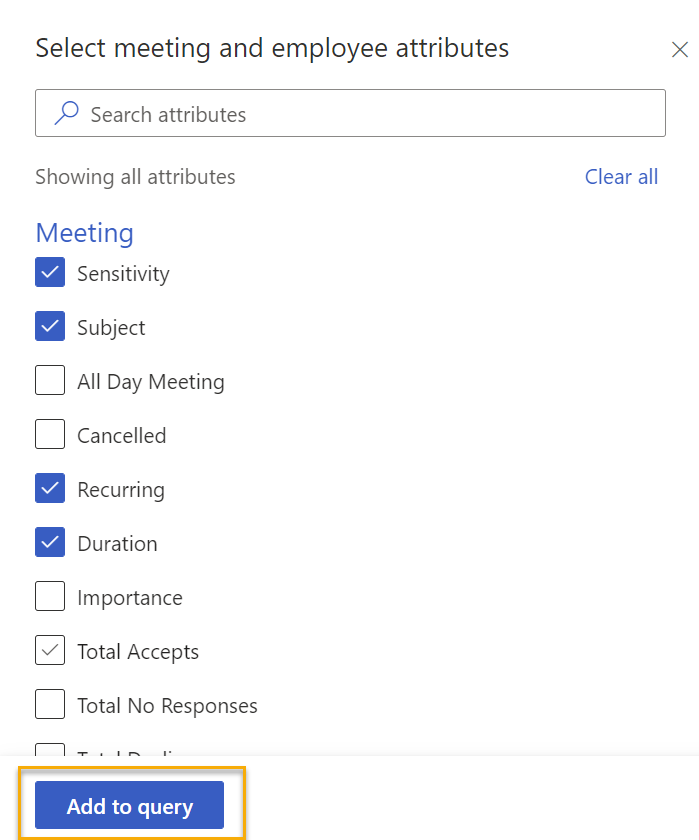 Select meeting and employee attributes
Search attributes
Showing all attributes Clear all
Meeting
Sensitivity
Subject
All Day Meeting
Cancelled
Recurring
Duration
Importance
Total Accepts
Total No Responses
Add to query